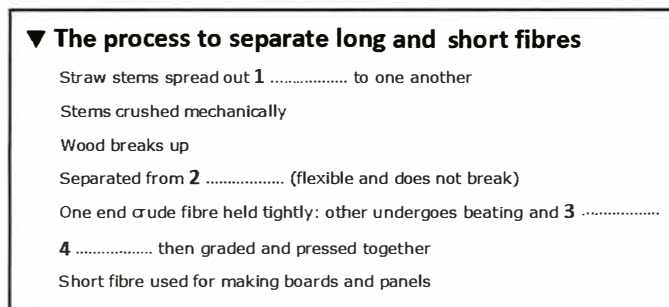 ▼ The process to separate long and short fibres
Straw stems spread out 1 .................. to one another
Stems crushed mechanically
Wood breaks up
Separated from 2 .................. (flexible and does not break)
One end crude fibre held tightly: other undergoes beating and 3 ..................
4 .................. then graded and pressed together
Short fibre used for making boards and panels